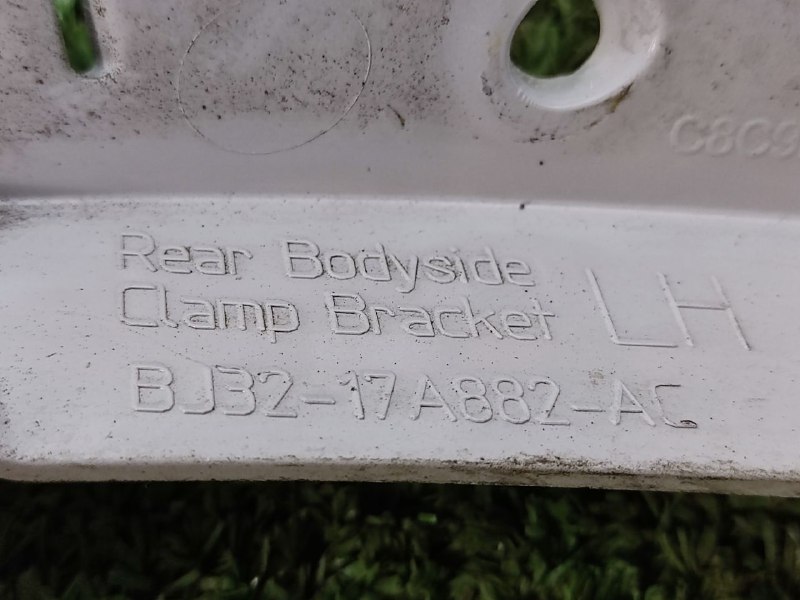 C8C9
Rear Bodyside
Clamp Bracket LH
BJ32-17A882-AC